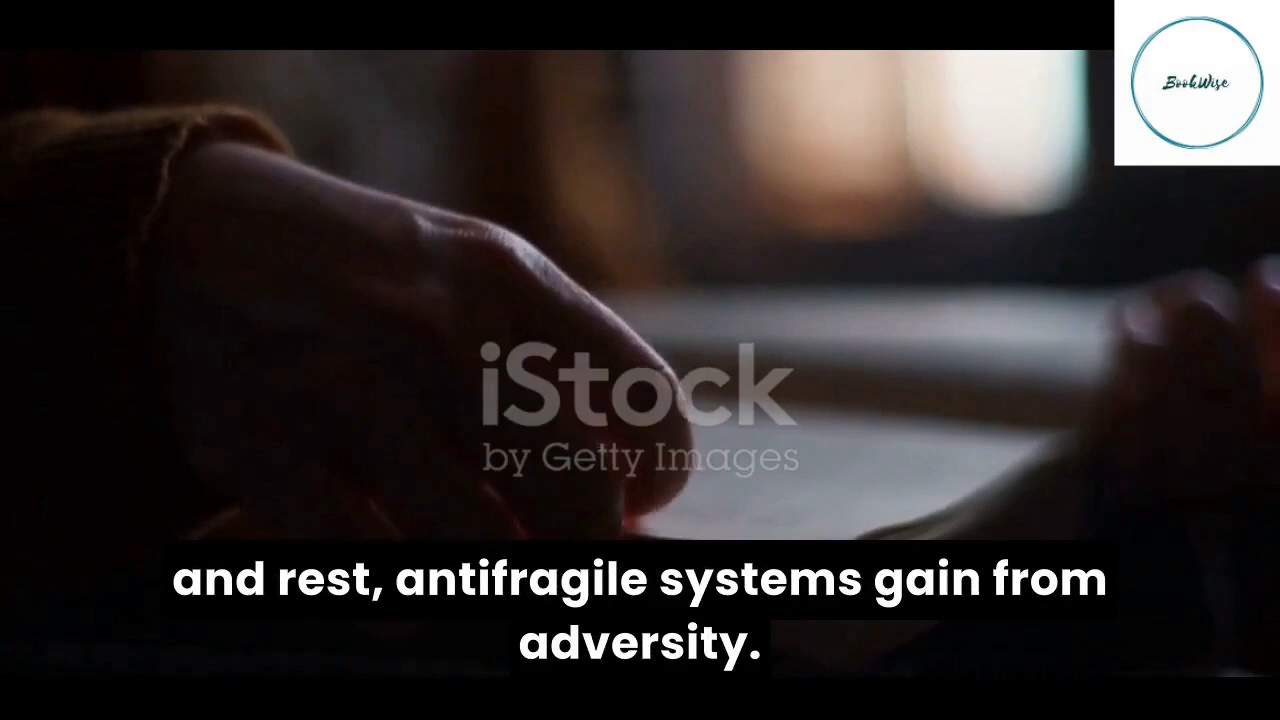 BookWise
iStock
by Getty Images
and rest, antifragile systems gain from
adversity.